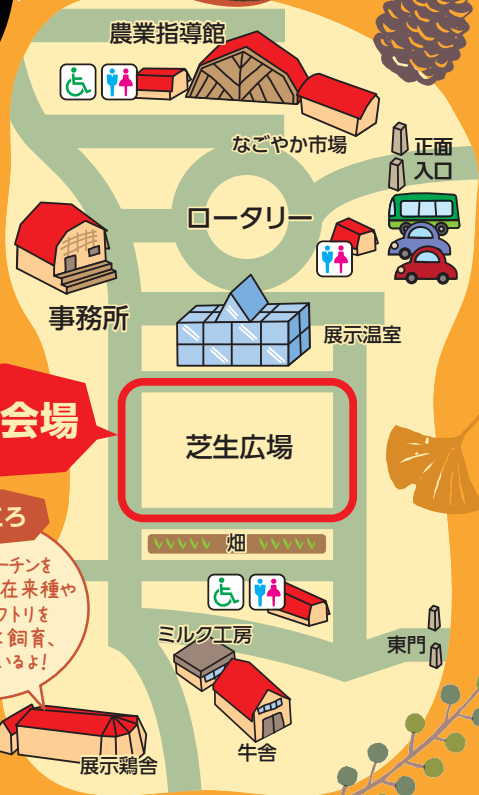 農業指導館
なごやか市場
正面
入口
ロータリー
事務所
展示温室
会場
芝生広場
ころ
ーチンを
在来種や
フトリを
飼育、
いるよ!
畑
ミルク工房
東門
牛舎
展示鶏舎